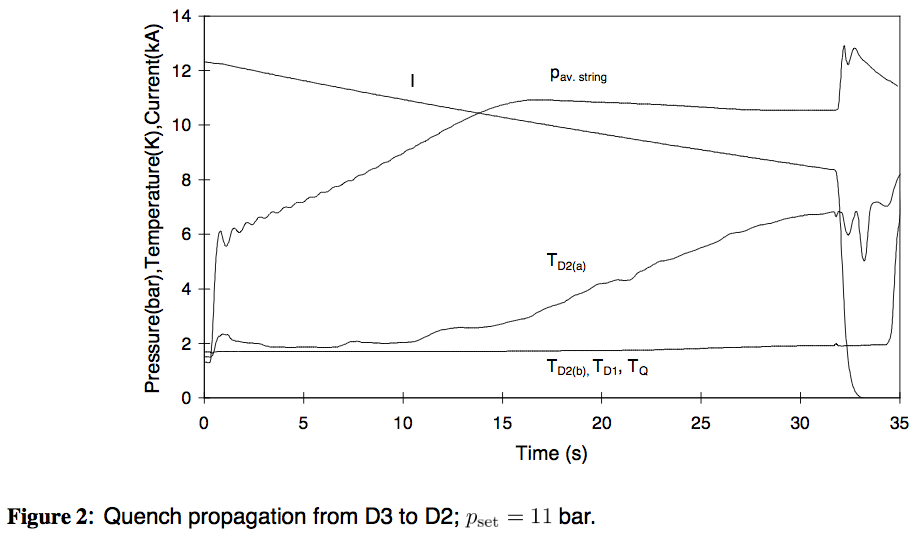 14
12
10
8
6
4
2
0
Pressure(bar),Temperature(K),Current(kA)
I
pav. string
TD2(a)
TD2(b), TD1, TQ
0 5 10 15 20 25 30 35
Time (s)
Figure 2: Quench propagation from D3 to D2; pset = 11 bar.